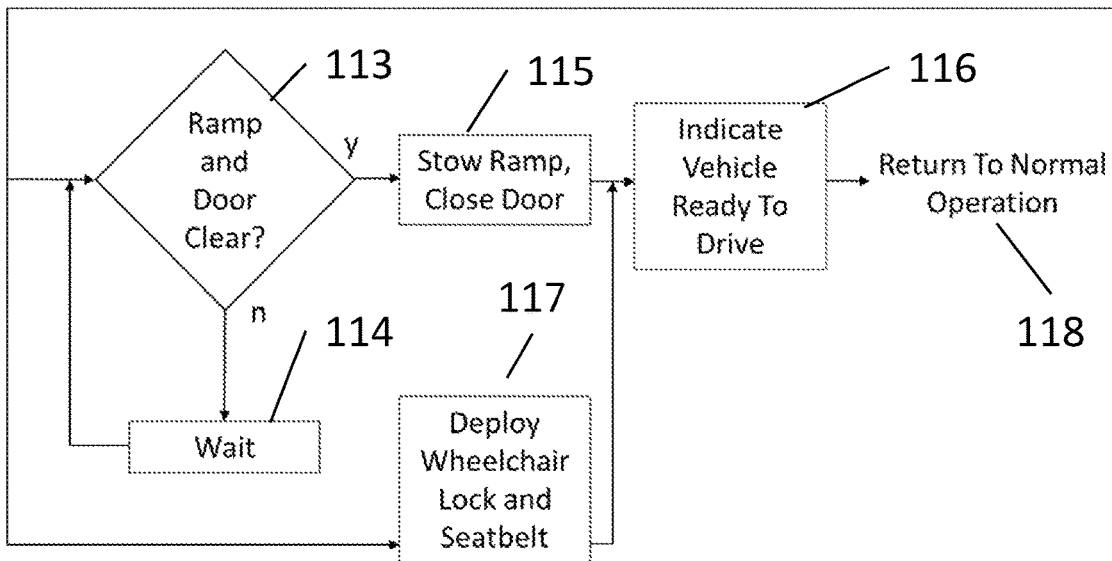 113
Ramp
and
Door
Clear?
y
n
114
Wait
115
Stow Ramp,
Close Door
117
Deploy
Wheelchair
Lock and
Seatbelt
116
Indicate
Vehicle
Ready To
Drive
Return To Normal
Operation
118